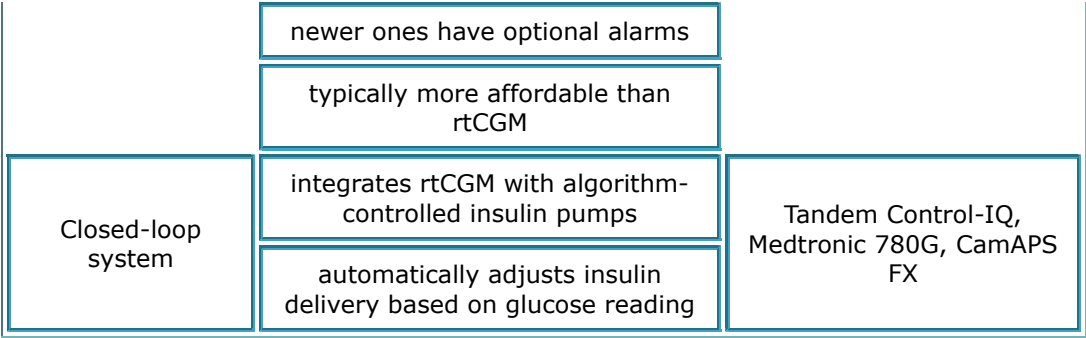 newer ones have optional alarms
typically more affordable than
rtCGM
Closed-loop
system
integrates rtCGM with algorithm-
controlled insulin pumps
automatically adjusts insulin
delivery based on glucose reading
Tandem Control-IQ,
Medtronic 780G, CamAPS
FX